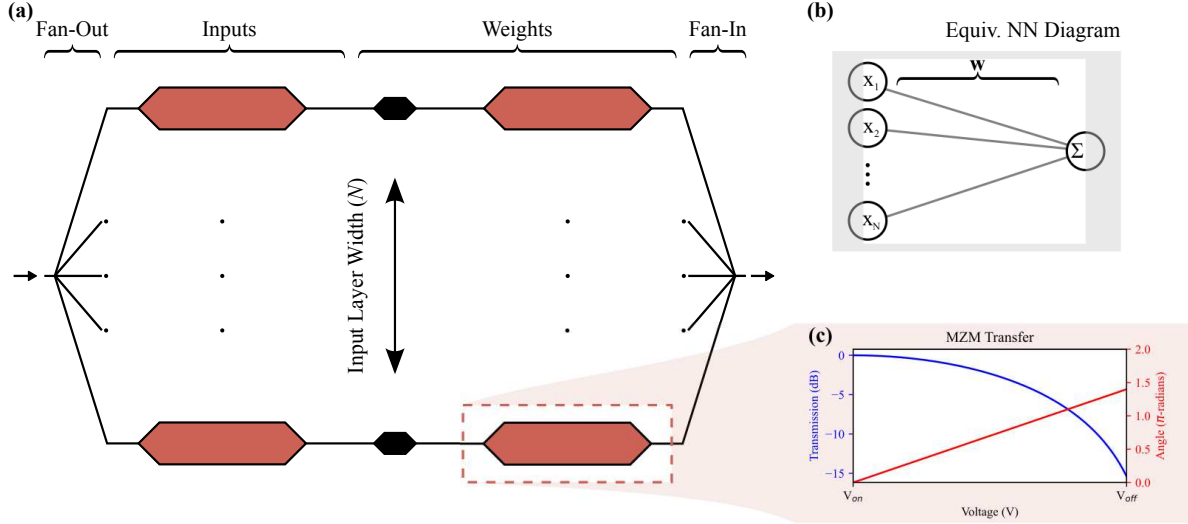 (a)
Fan-Out
Inputs
Weights
Fan-In
Input Layer Width (N)
(b)
Equiv. NN Diagram
w
X1
X2
XN
Σ
(c)
MZM Transfer
Transmission (dB)
0
−5
−10
−15
2.0
1.5
1.0
0.5
0.0
Angle (π-radians)
Von
Voff
Voltage (V)